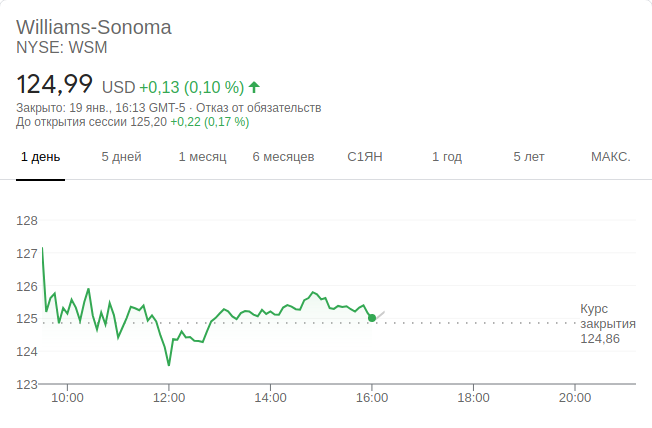 Williams-Sonoma
NYSE: WSM
124,99 USD +0,13 (0,10 %)
Закрыто: 19 янв., 16:13 GMT-5 · Отказ от обязательств
До открытия сессии 125,20 +0,22 (0,17 %)
1 день 5 дней 1 месяц 6 месяцев С1ЯН 1 год 5 лет МАКС.
128
127
126
Курс
125 закрытия
124,86
124
123
10:00 12:00 14:00 16:00 18:00 20:00